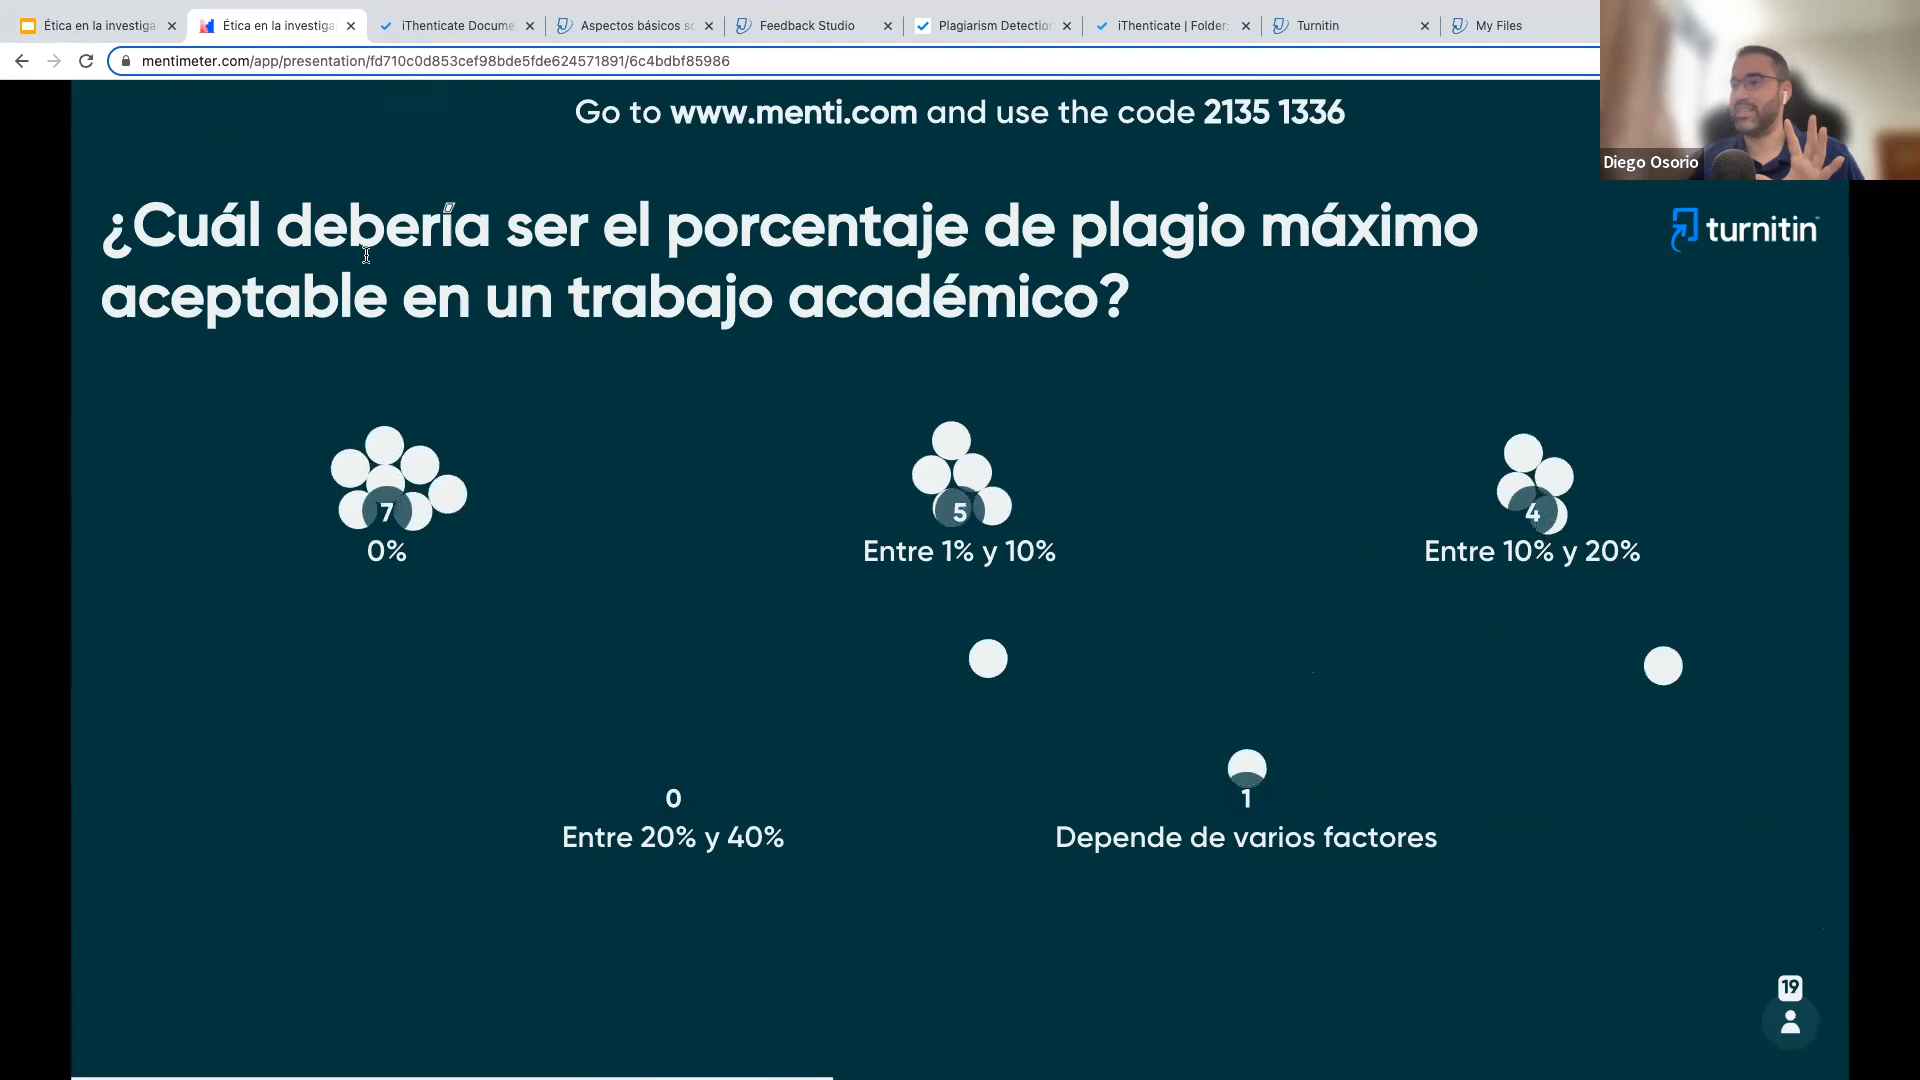 Ética en la investiga
Ética en la investiga
iThenticate Docume
Aspectos básicos so
Feedback Studio
Plagiarism Detection
iThenticate | Folder:
Turnitin
My Files
mentimeter.com/app/presentation/fd710c0d853cef98bde5fde624571891/6c4bdbf85986
Go to www.menti.com and use the code 2135 1336
Diego Osorio
¿Cuál debería ser el porcentaje de plagio máximo
aceptable en un trabajo académico?
turnitin
7
0%
5
Entre 1% y 10%
4
Entre 10% y 20%
0
Entre 20% y 40%
1
Depende de varios factores
19